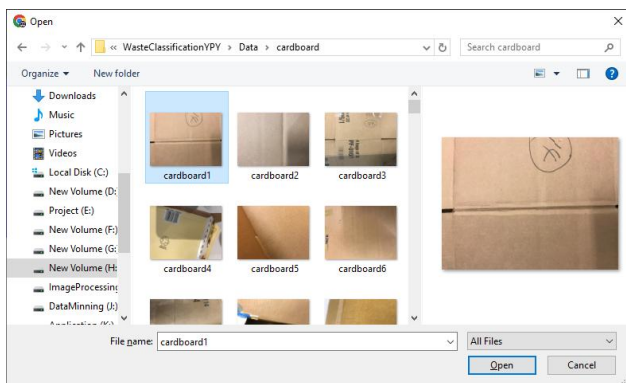 Open
« WasteClassificationYPY › Data › cardboard
Search cardboard
Organize
New folder
Downloads
Music
Pictures
Videos
Local Disk (C:)
New Volume (D:
Project (E:)
New Volume (F:)
New Volume (G:
New Volume (H:
ImageProcessing
DataMinning (J:)
cardboard1
cardboard2
cardboard3
cardboard4
cardboard5
cardboard6
File name: cardboard1
All Files
Open
Cancel